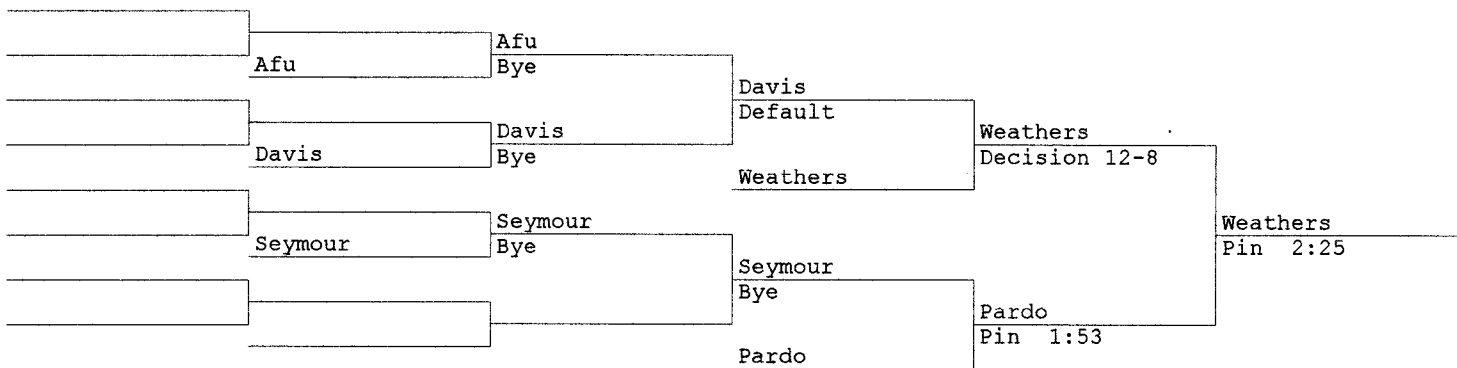 Afu
Afu
Bye
Davis
Default
Davis
Davis
Bye
Weathers
Decision 12-8
Weathers
Seymour
Seymour
Bye
Weathers
Pin 2:25
Seymour
Bye
Pardo
Pin 1:53
Pardo